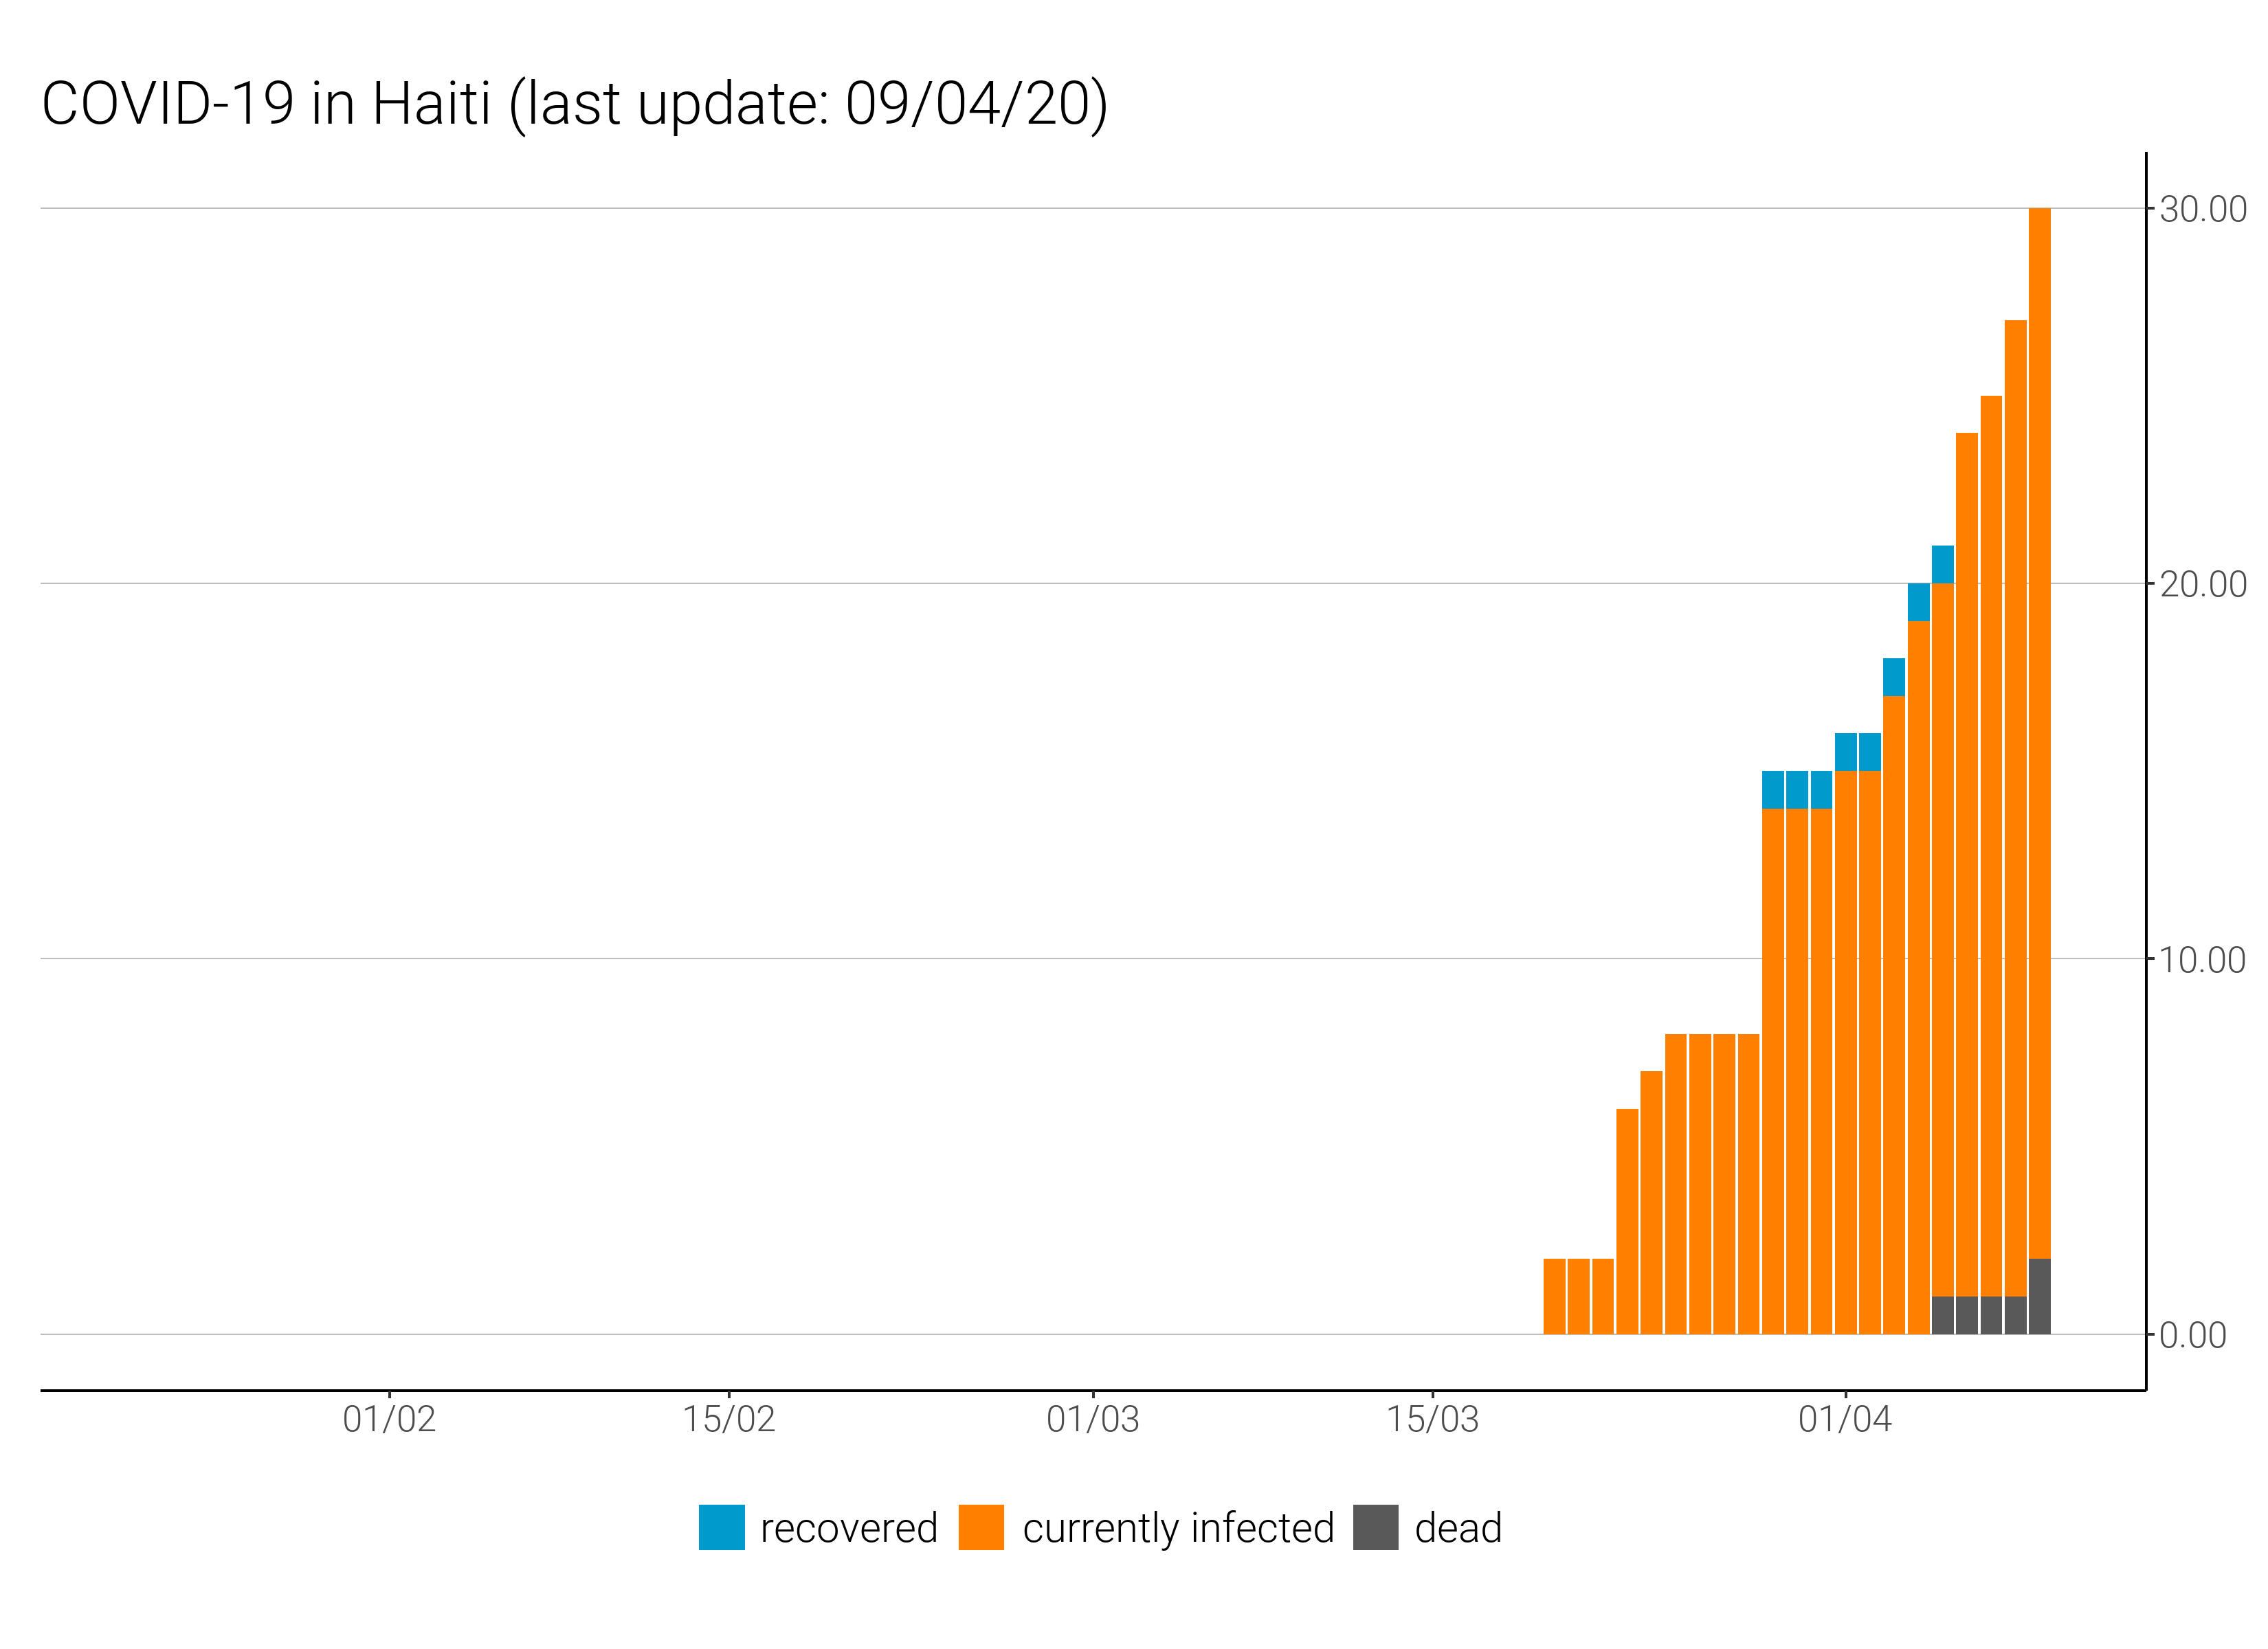 COVID-19 in Haiti (last update: 09/04/20)
30.00
20.00
10.00
0.00
01/02 15/02 01/03 15/03 01/04
recovered currently infected dead